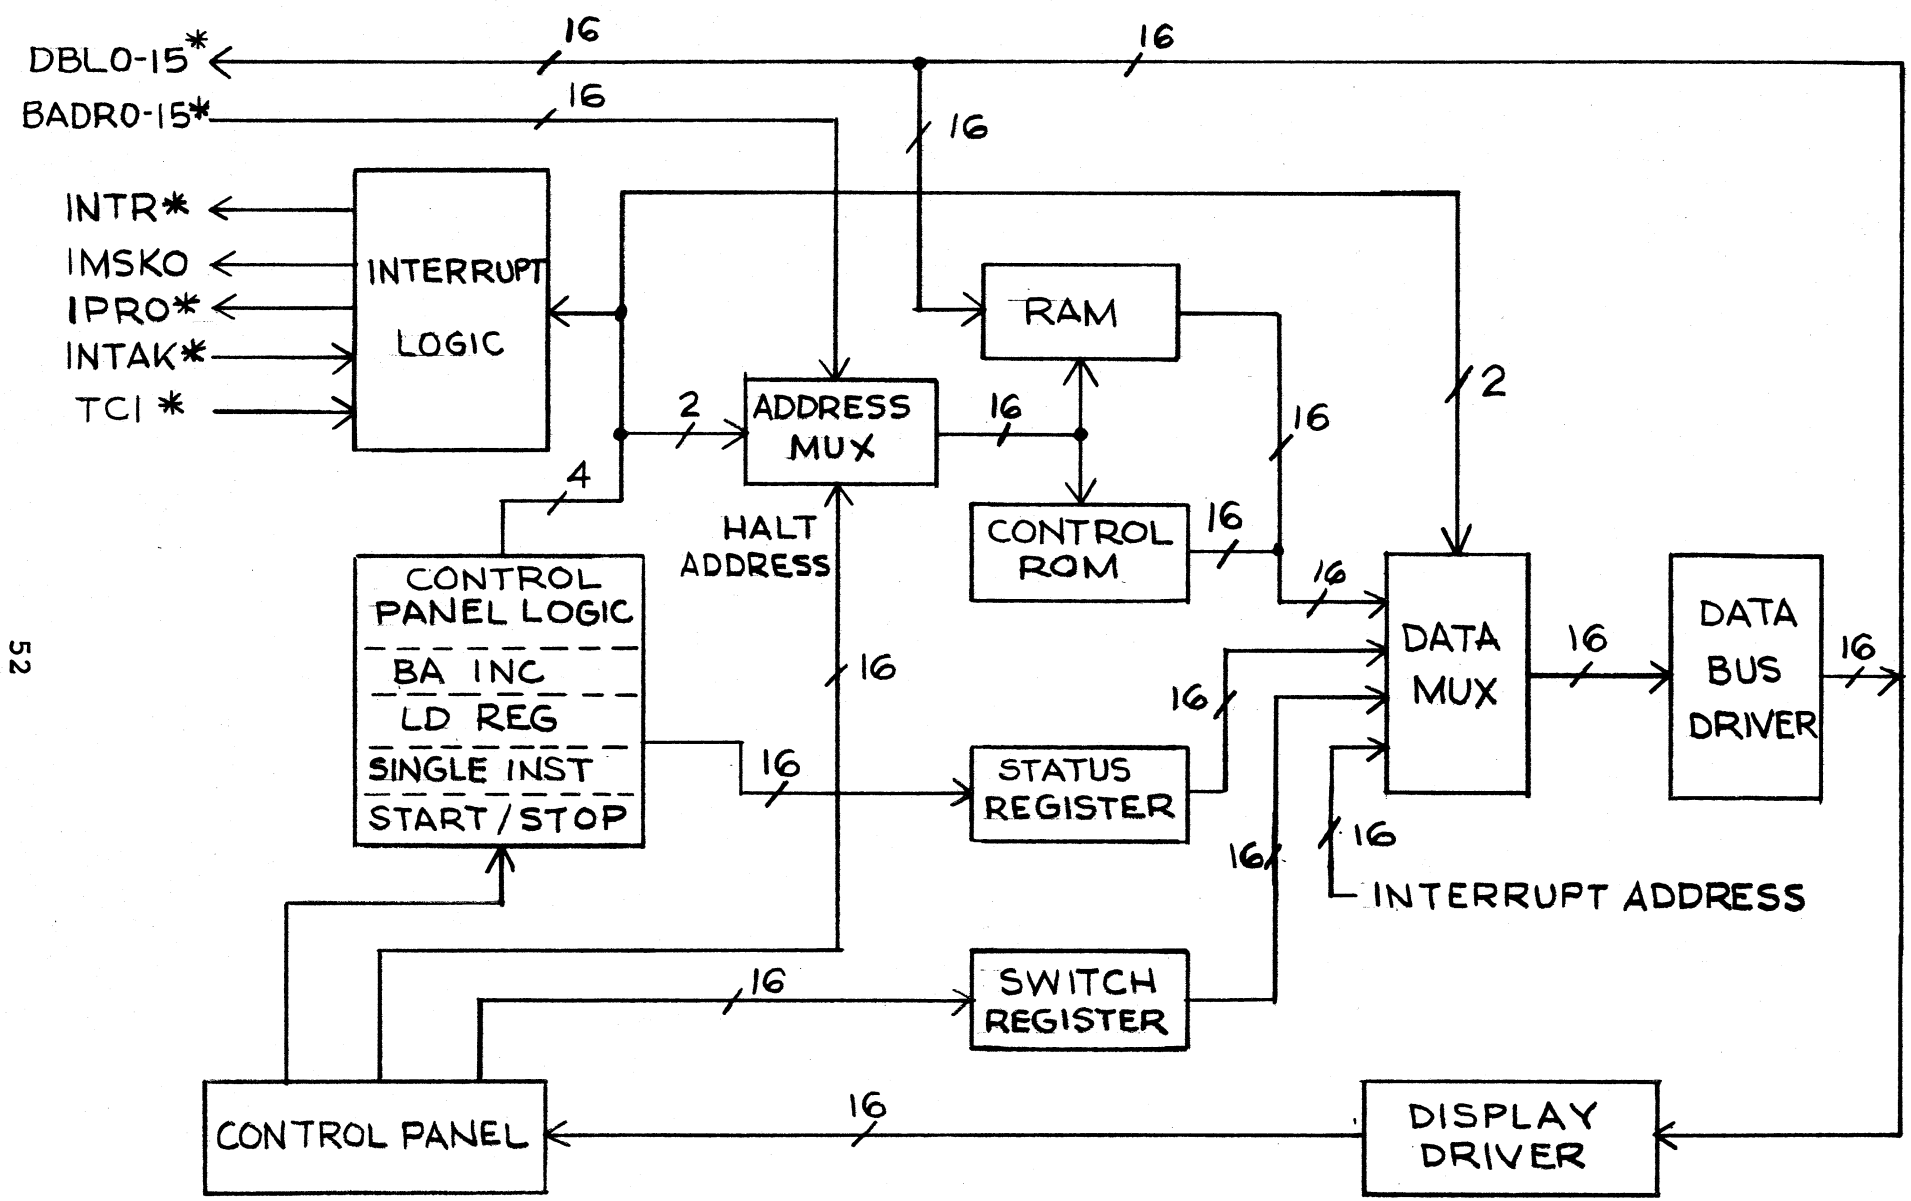 DBL0-15*
16
16
BADR0-15*
16
16
INTR*
IMSKO
IPRO*
INTAK*
TCI *
INTERRUPT
LOGIC
RAM
2
ADDRESS
MUX
2
16
16
4
HALT
ADDRESS
CONTROL
ROM
16
16
CONTROL
PANEL LOGIC
BA INC
LD REG
SINGLE INST
START/STOP
52
16
DATA
MUX
16
DATA
BUS
DRIVER
16
16
16
STATUS
REGISTER
16
16
INTERRUPT ADDRESS
16
SWITCH
REGISTER
CONTROL PANEL
16
DISPLAY
DRIVER